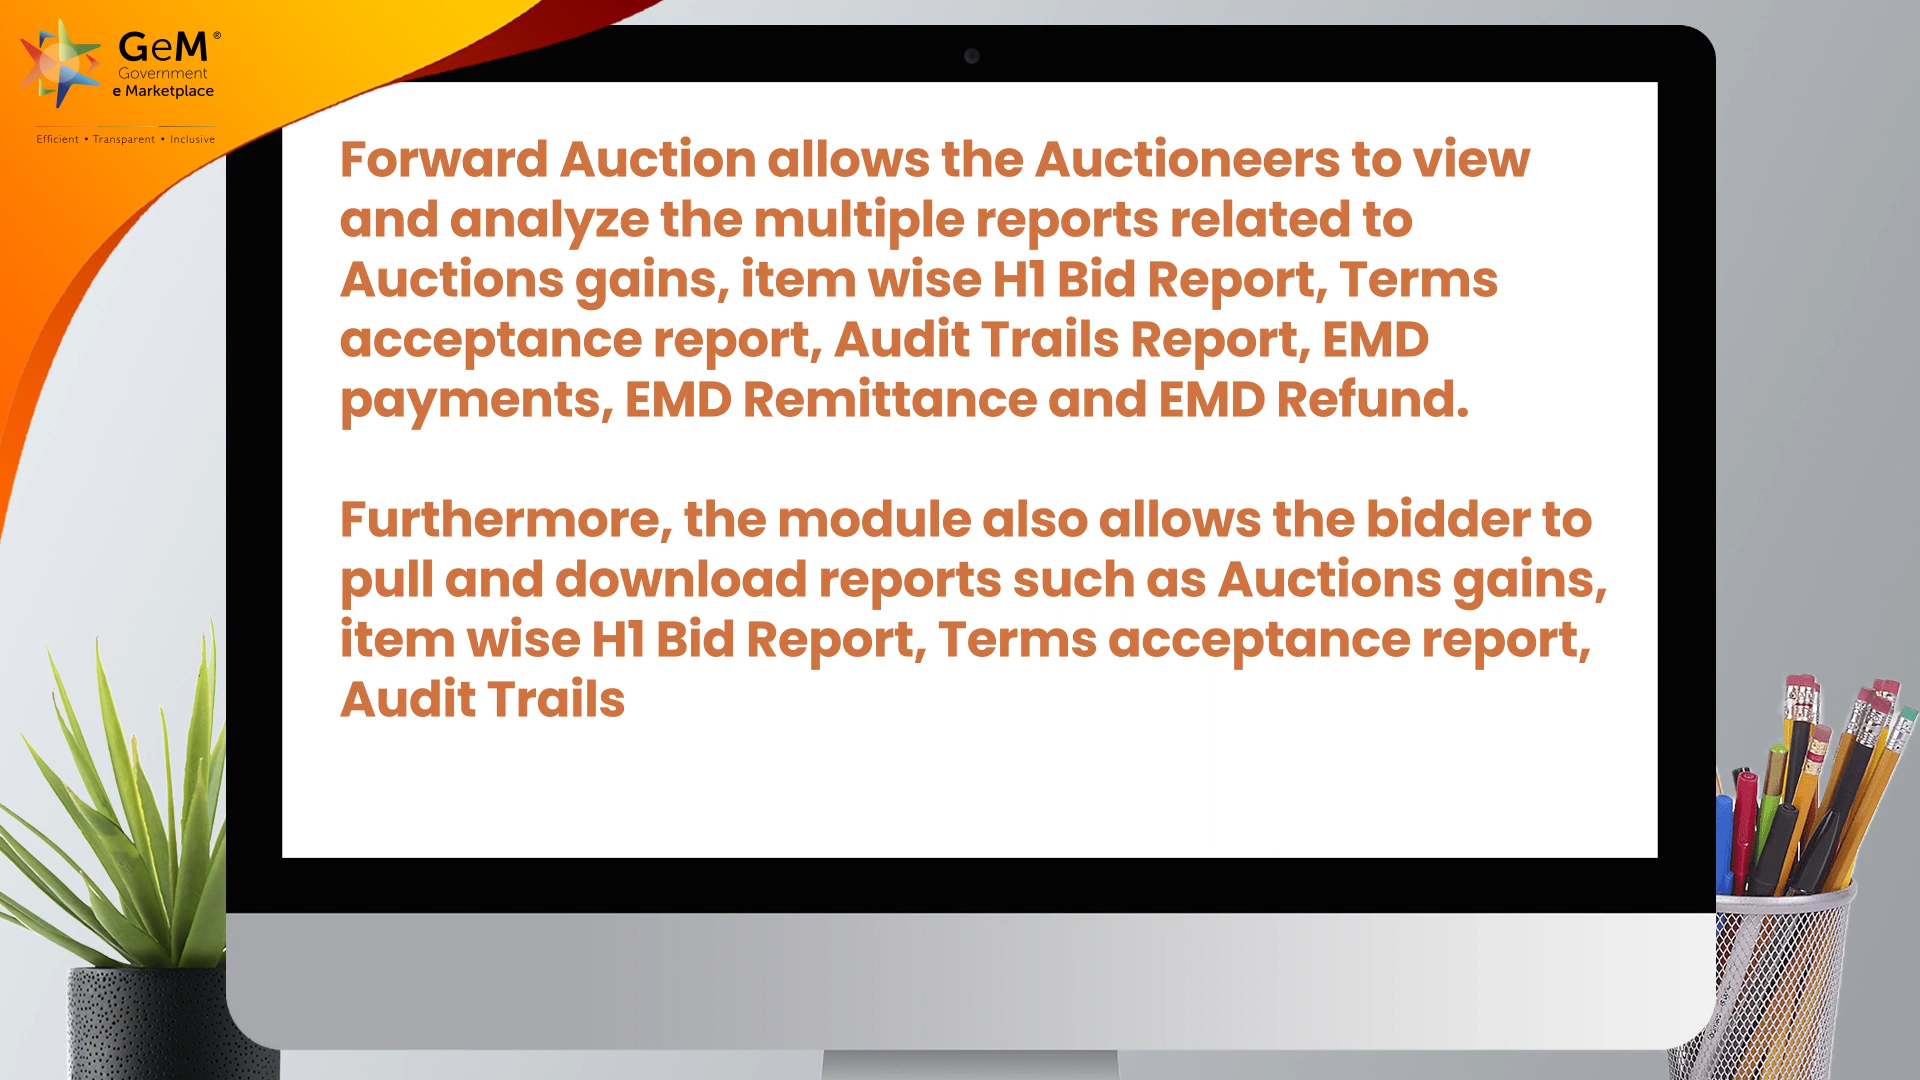 GeM®
Government
e Marketplace
Efficient • Transparent • Inclusive
Forward Auction allows the Auctioneers to view
and analyze the multiple reports related to
Auctions gains, item wise H1 Bid Report, Terms
acceptance report, Audit Trails Report, EMD
payments, EMD Remittance and EMD Refund.
Furthermore, the module also allows the bidder to
pull and download reports such as Auctions gains,
item wise H1 Bid Report, Terms acceptance report,
Audit Trails